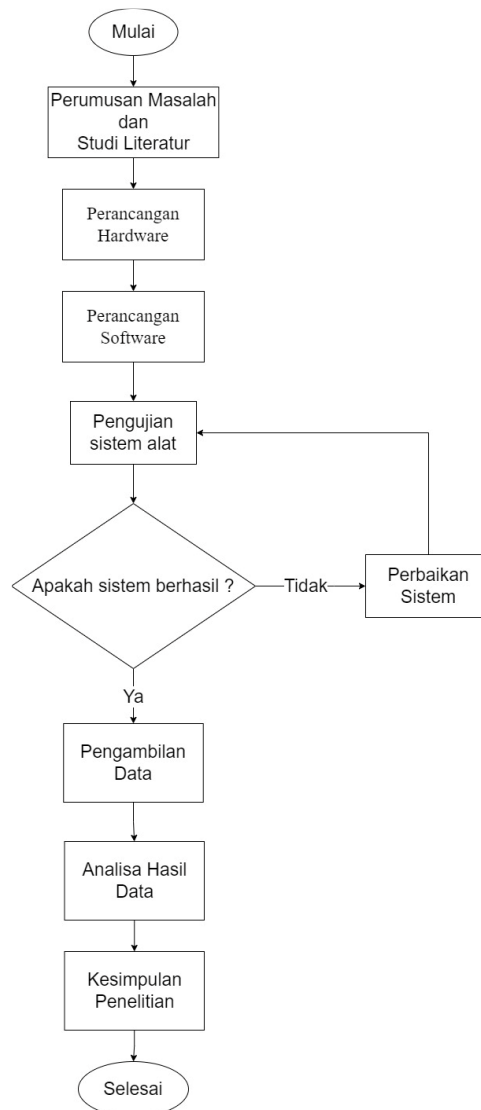 Mulai
Perumusan Masalah
dan
Studi Literatur
Perancangan
Hardware
Perancangan
Software
Pengujian
sistem alat
Apakah sistem berhasil ?
Tidak
Perbaikan
Sistem
Ya
Pengambilan
Data
Analisa Hasil
Data
Kesimpulan
Penelitian
Selesai